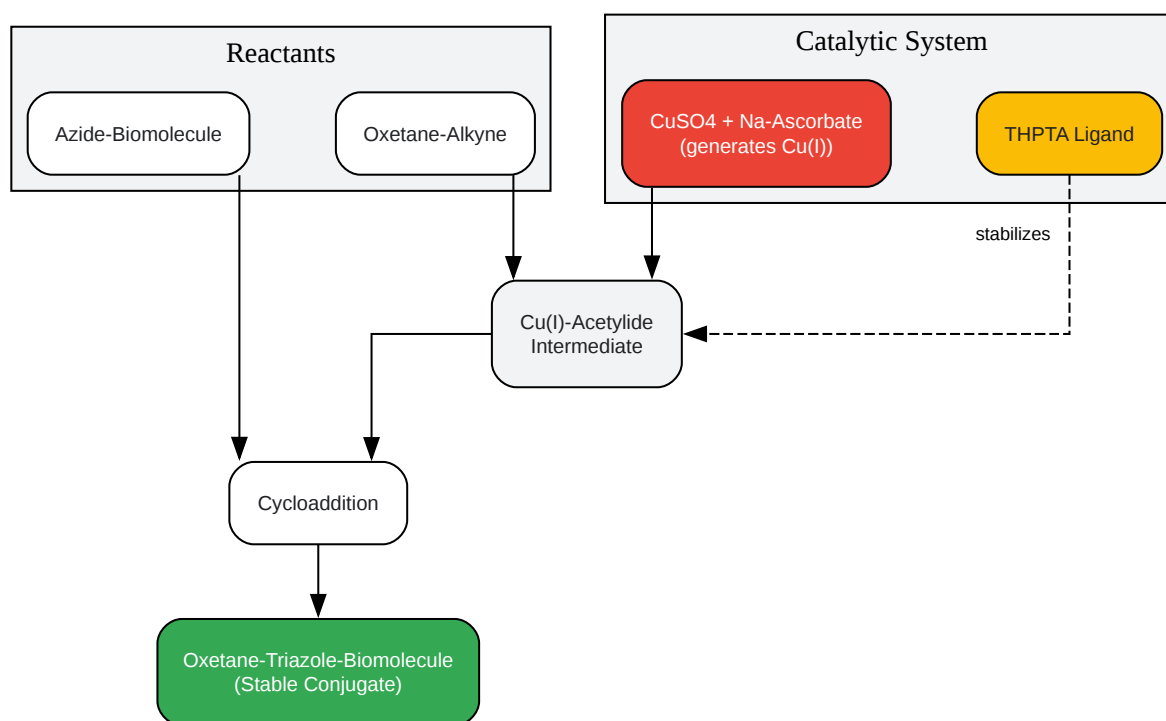 Reactants
Catalytic System
Azide-Biomolecule
Oxetane-Alkyne
CuSO4 + Na-Ascorbate
(generates Cu(I))
THPTA Ligand
stabilizes
Cu(I)-Acetylide
Intermediate
Cycloaddition
Oxetane-Triazole-Biomolecule
(Stable Conjugate)